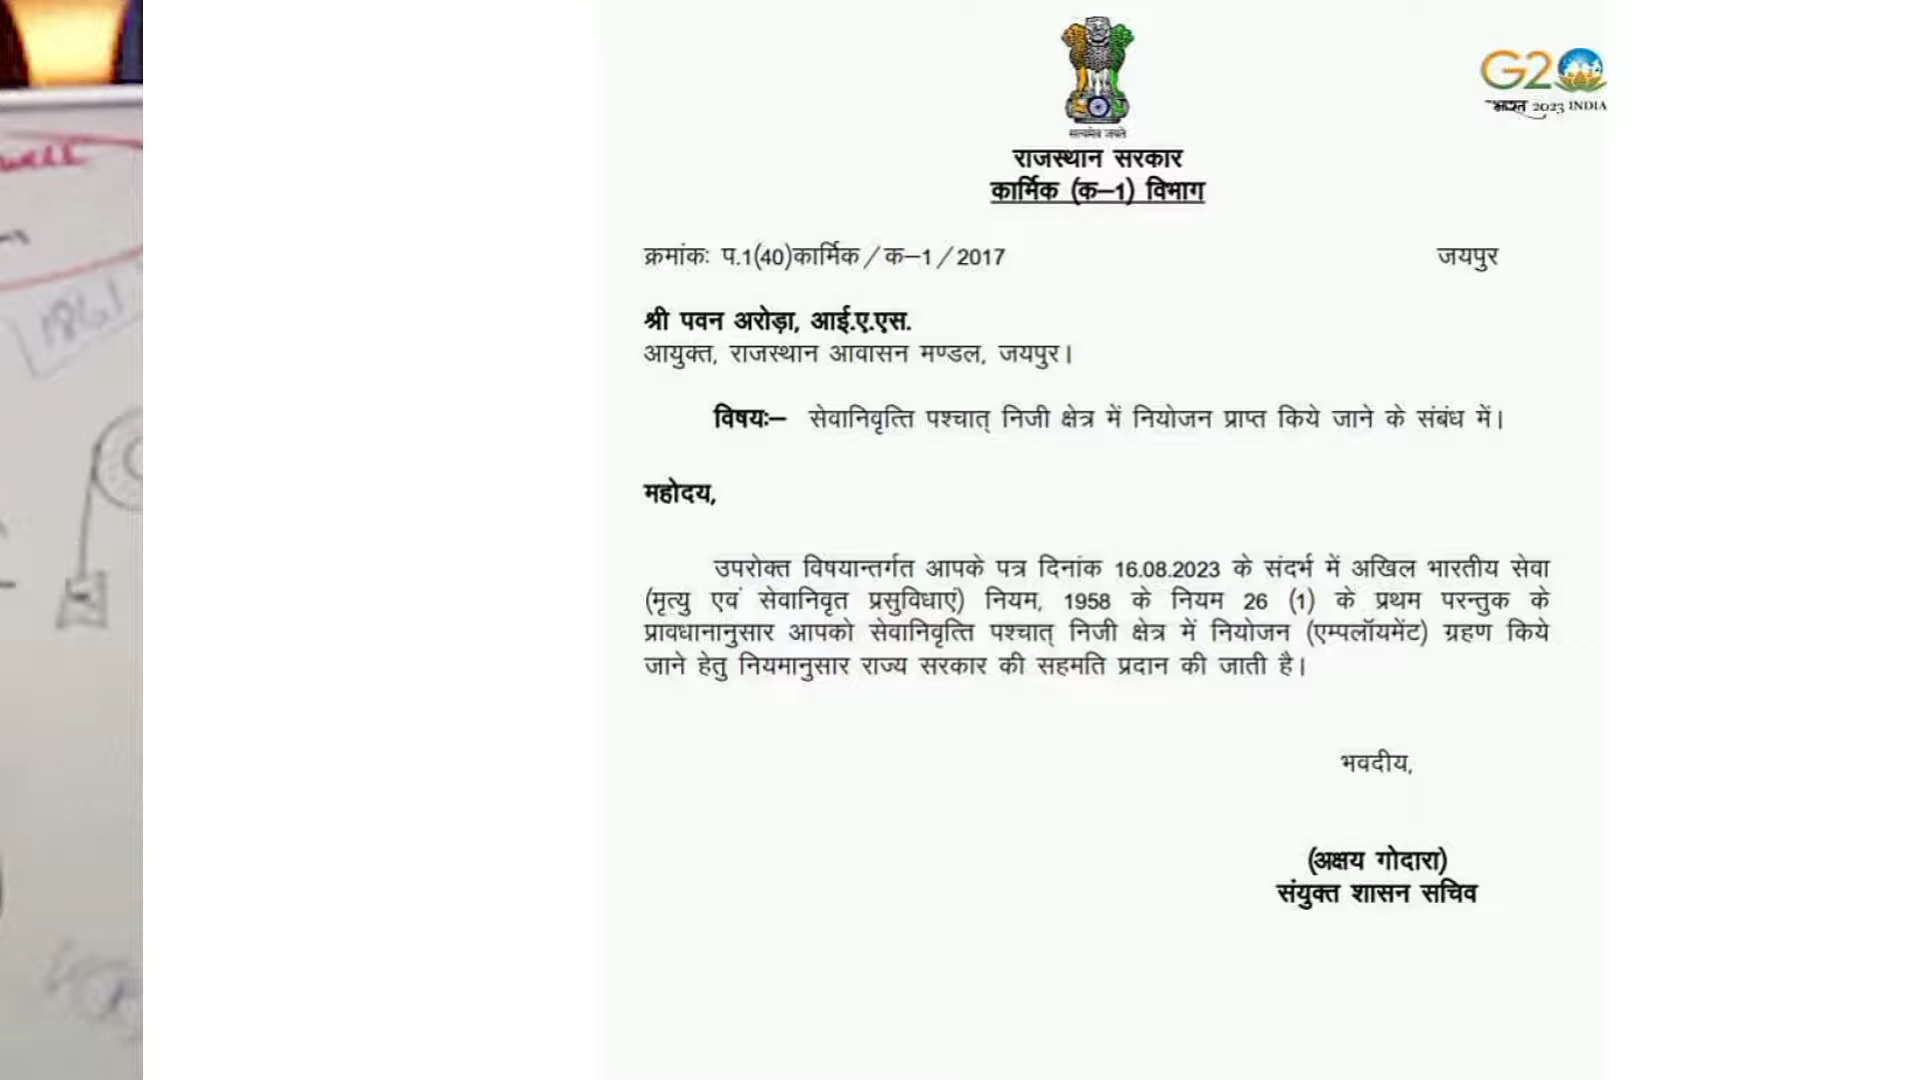 सत्यमेव जयते
G20
भारत 2023 INDIA
राजस्थान सरकार
कार्मिक (क–1) विभाग
क्रमांकः प.1(40)कार्मिक/क–1/2017 जयपुर
श्री पवन अरोड़ा, आई.ए.एस.
आयुक्त, राजस्थान आवासन मण्डल, जयपुर।
विषयः– सेवानिवृत्ति पश्चात् निजी क्षेत्र में नियोजन प्राप्त किये जाने के संबंध में।
महोदय,
उपरोक्त विषयान्तर्गत आपके पत्र दिनांक 16.08.2023 के संदर्भ में अखिल भारतीय सेवा
(मृत्यु एवं सेवानिवृत प्रसुविधाएं) नियम, 1958 के नियम 26 (1) के प्रथम परन्तुक के
प्रावधानानुसार आपको सेवानिवृत्ति पश्चात् निजी क्षेत्र में नियोजन (एम्पलॉयमेंट) ग्रहण किये
जाने हेतु नियमानुसार राज्य सरकार की सहमति प्रदान की जाती है।
भवदीय,
(अक्षय गोदारा)
संयुक्त शासन सचिव
1861